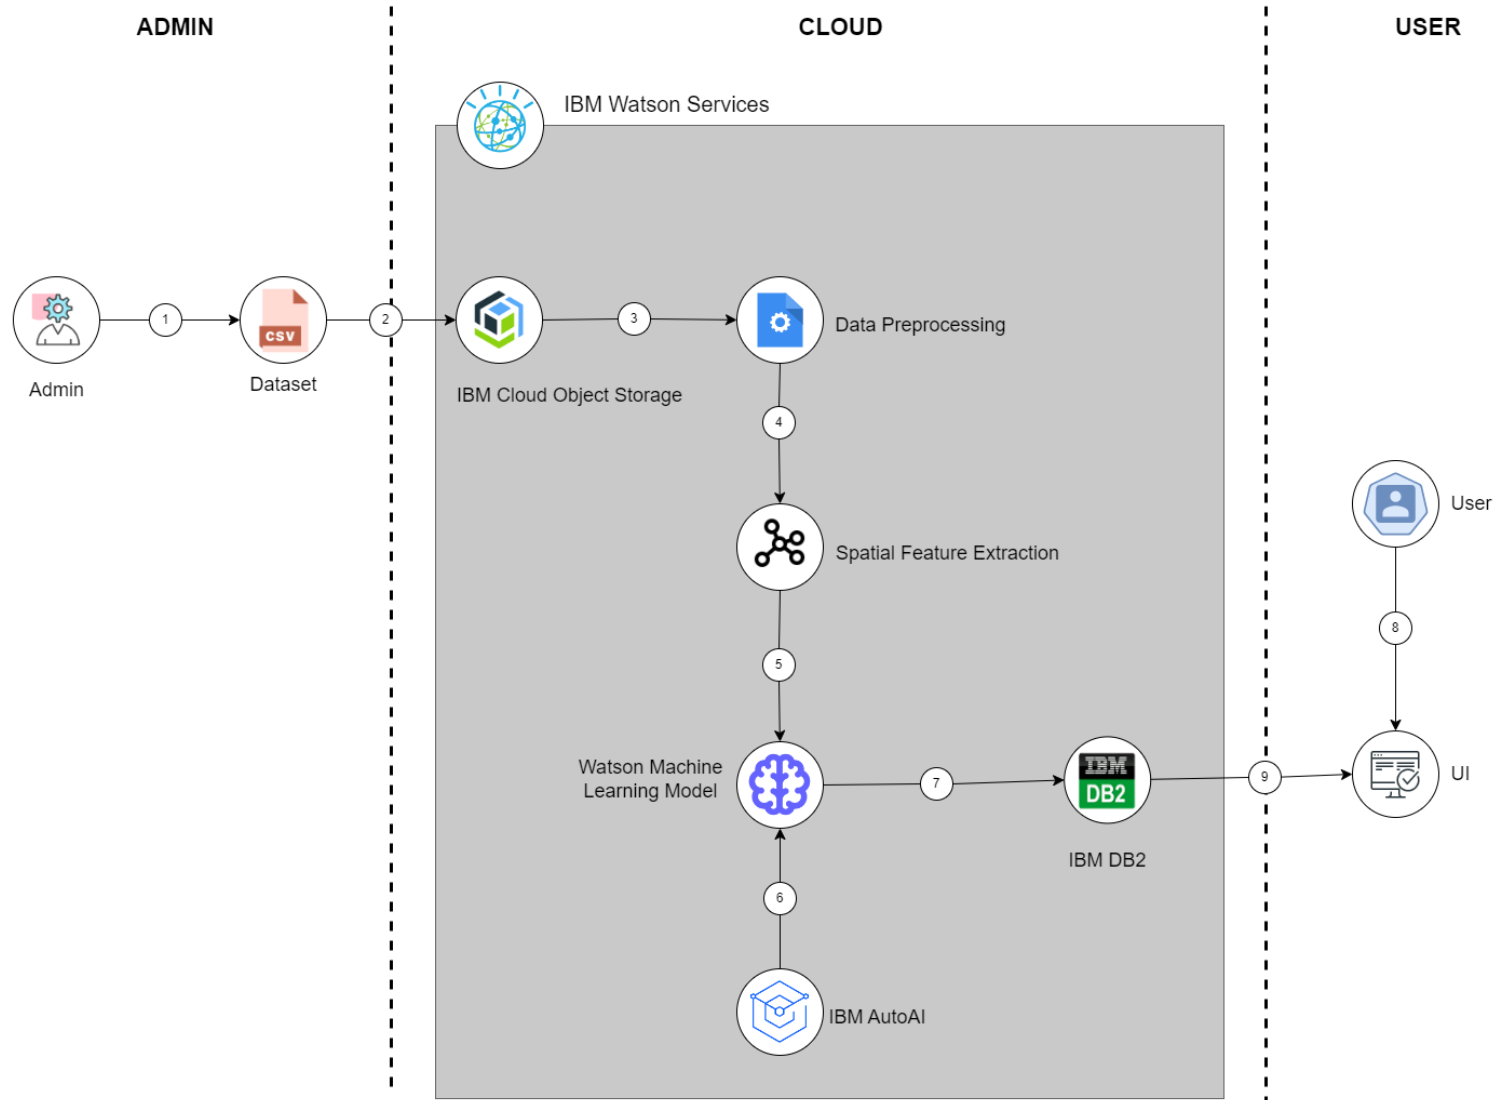 ADMIN
CLOUD
USER
IBM Watson Services
1
2
3
CSV
Data Preprocessing
Admin
Dataset
IBM Cloud Object Storage
4
User
Spatial Feature Extraction
8
5
Watson Machine
Learning Model
7
IBM
DB2
9
UI
IBM DB2
6
IBM AutoAI